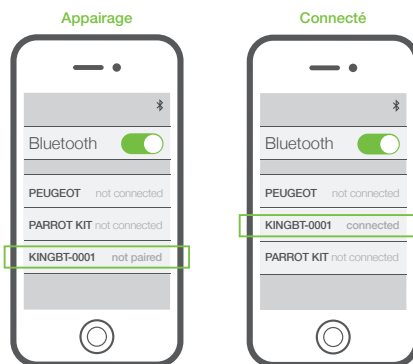 Appairage
Bluetooth
PEUGEOT not connected
PARROT KIT not connected
KINGBT-0001 not paired
Connecté
Bluetooth
PEUGEOT not connected
KINGBT-0001 connected
PARROT KIT not connected